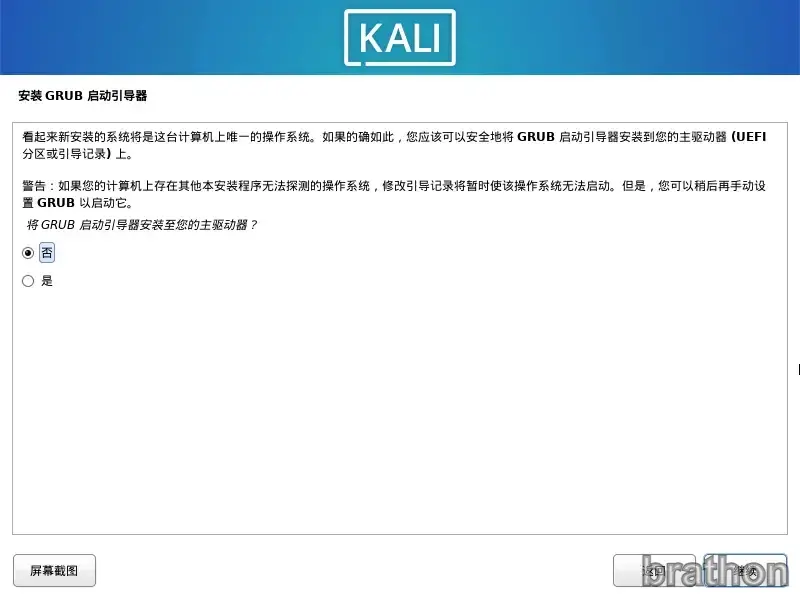 KALI
安装 GRUB 启动引导器
看起来新安装的系统将是这台计算机上唯一的操作系统。如果的确如此，您应该可以安全地将 GRUB 启动引导器安装到您的主驱动器 (UEFI
分区或引导记录) 上。
警告：如果您的计算机上存在其他本安装程序无法探测的操作系统，修改引导记录将暂时使该操作系统无法启动。但是，您可以稍后再手动设
置 GRUB 以启动它。
将 GRUB 启动引导器安装至您的主驱动器？
否
是
屏幕截图
返回
继续
brathon